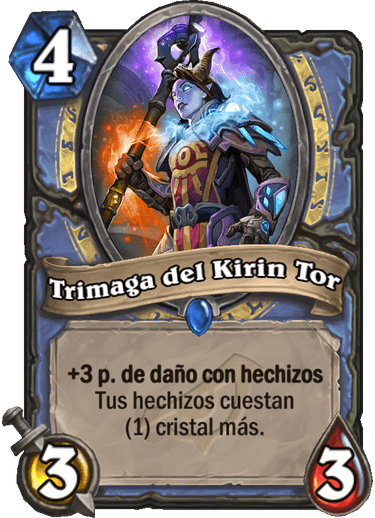 4
Trimaga del Kirin Tor
+3 p. de daño con hechizos
Tus hechizos cuestan
(1) cristal más.
3
3